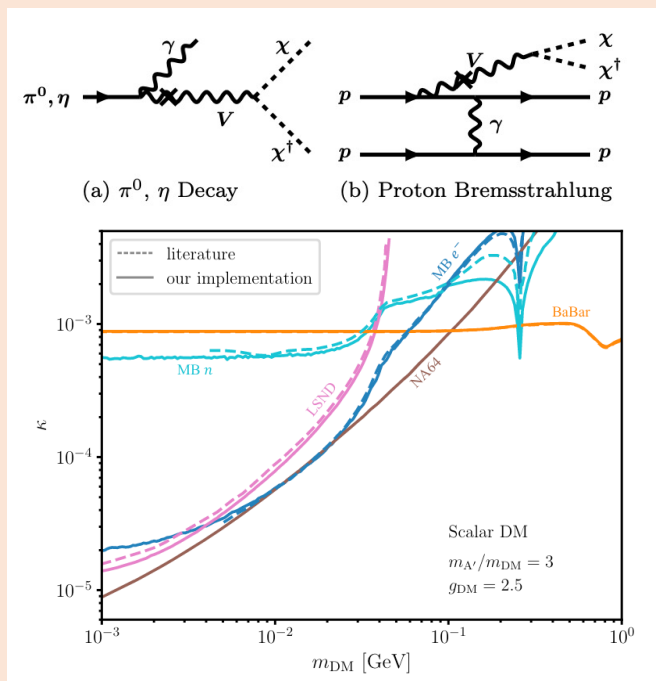 γ
χ
π⁰, η
V
χ†
(a) π⁰, η Decay
χ
V
χ†
p
p
γ
p
p
(b) Proton Bremsstrahlung
literature
our implementation
MB e⁻
BaBar
MB n
LSND
NA64
Scalar DM
m_A′/m_DM = 3
g_DM = 2.5
κ
10⁻³
10⁻⁴
10⁻⁵
10⁻³
10⁻²
10⁻¹
10⁰
m_DM [GeV]